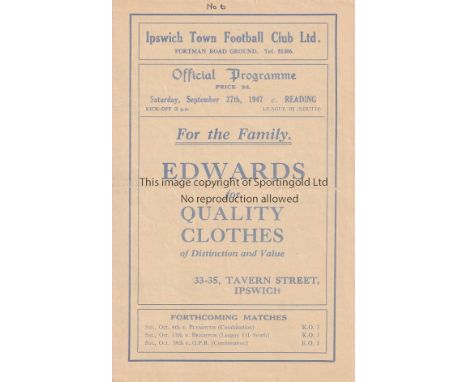 No 6
Ipswich Town Football Club Ltd.
PORTMAN ROAD GROUND. Tel.
Official Programme
PRICE 3d.
Saturday, September 27th, 1947 v. READING
KICK-OFF 3 p.m. LEAGUE III (SOUTH)
For the Family.
EDWARDS
This image copyright of Sportingold Ltd
for
No reproduction allowed
QUALITY
CLOTHES
of Distinction and Value
33-35, TAVERN STREET,
IPSWICH
FORTHCOMING MATCHES
Sat., Oct. 4th v. PLYMOUTH (Combination) K.O. 3
Sat., Oct. 11th v. BRIGHTON (League III South) K.O. 3
Sat., Oct. 18th v. Q.P.R. (Combination) K.O. 3